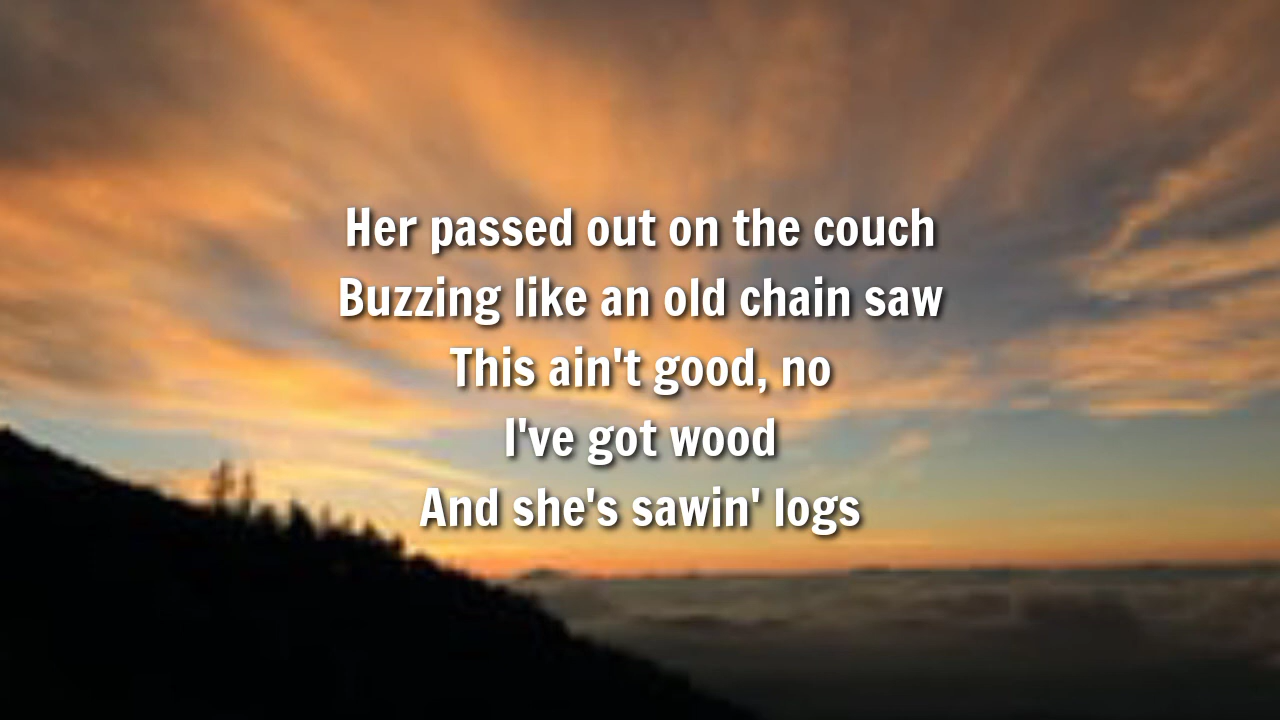 Her passed out on the couch
Buzzing like an old chain saw
This ain't good, no
I've got wood
And she's sawin' logs